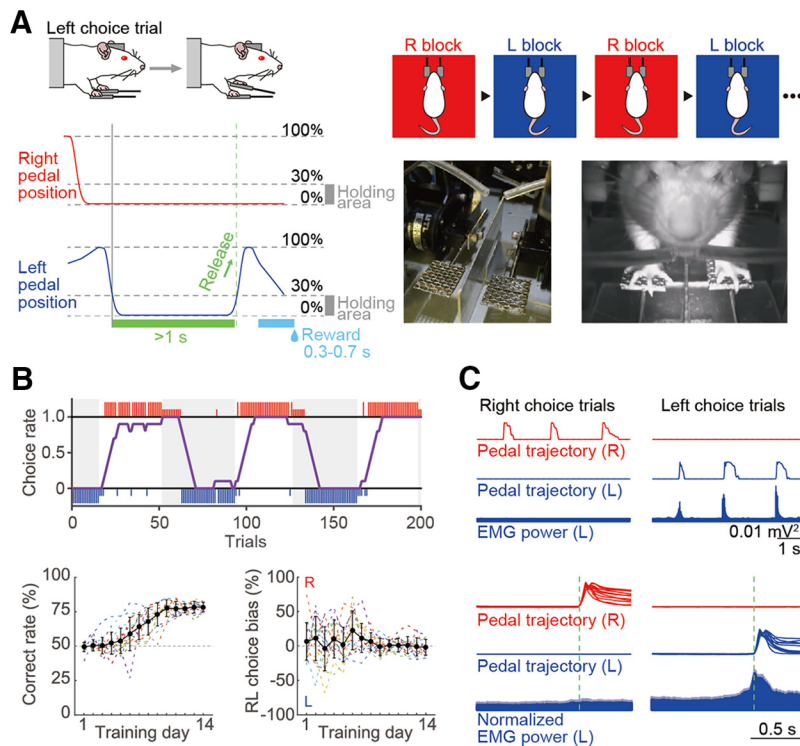 A
Left choice trial
Right
pedal
position
100%
30%
0%
Holding
area
Left
pedal
position
100%
30%
0%
Holding
area
Release
>1 s
Reward
0.3-0.7 s
R block
L block
R block
L block
B
Choice rate
1.0
0.5
0
0
50
100
150
200
Trials
Correct rate (%)
100
75
50
25
0
1
14
Training day
RL choice bias (%)
100
50
0
-50
-100
R
L
1
14
Training day
C
Right choice trials
Left choice trials
Pedal trajectory (R)
Pedal trajectory (L)
EMG power (L)
0.01 mV²
1 s
Pedal trajectory (R)
Pedal trajectory (L)
Normalized
EMG power (L)
0.5 s